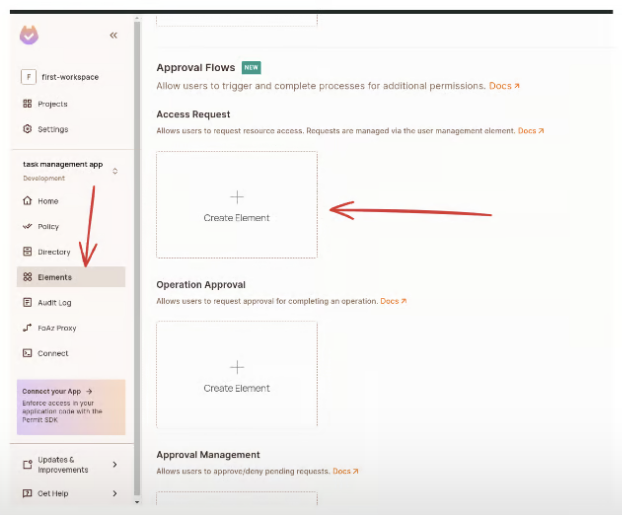 F first-workspace
Projects
Settings
task management app
Development
Home
Policy
Directory
Elements
Audit Log
FoAz Proxy
Connect
Connect your App →
Enforce access in your
application code with the
Permit SDK
Updates &
Improvements
Get Help
Approval Flows NEW
Allow users to trigger and complete processes for additional permissions. Docs ↗
Access Request
Allows users to request resource access. Requests are managed via the user management element. Docs ↗
Create Element
Operation Approval
Allows users to request approval for completing an operation. Docs ↗
Create Element
Approval Management
Allows users to approve/deny pending requests. Docs ↗